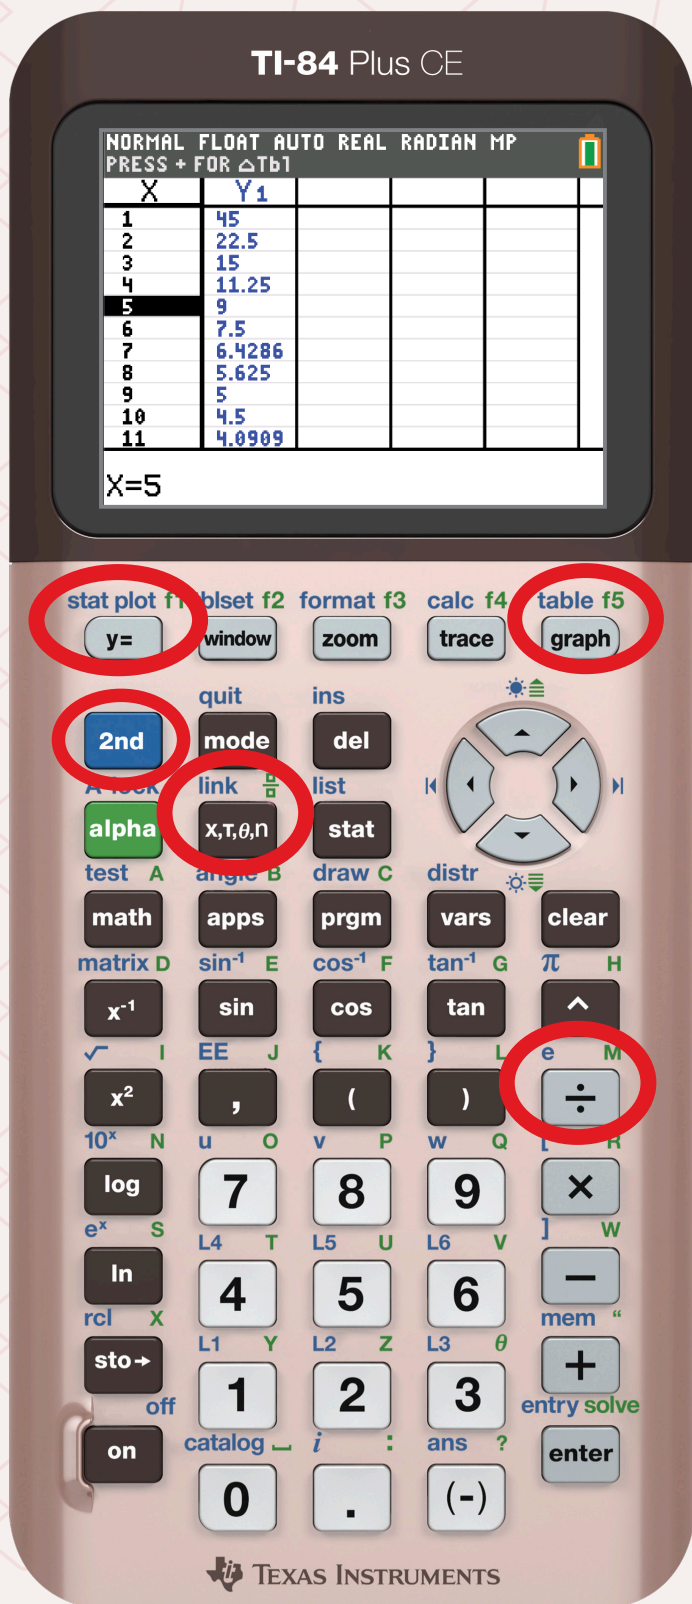 TI-84 Plus CE
NORMAL FLOAT AUTO REAL RADIAN MP
PRESS + FOR △Tbl
X Y1
1 45
2 22.5
3 15
4 11.25
5 9
6 7.5
7 6.4286
8 5.625
9 5
10 4.5
11 4.0909
X=5
stat plot f1 tblset f2 format f3 calc f4 table f5
y= window zoom trace graph
quit ins
2nd mode del
A-lock link list
alpha X,T,θ,n stat
test A angle B draw C distr
math apps prgm vars clear
matrix D sin⁻¹ E cos⁻¹ F tan⁻¹ G π H
x⁻¹ sin cos tan ^
√ I EE J { K } L e M
x² , ( ) ÷
10ˣ N u O v P w Q [ R
log 7 8 9 ×
eˣ S L4 T L5 U L6 V ] W
ln 4 5 6 −
rcl X L1 Y L2 Z L3 θ mem “
sto→ 1 2 3 +
off catalog ⎵ i : ans ? entry solve
on 0 . (-) enter
TEXAS INSTRUMENTS